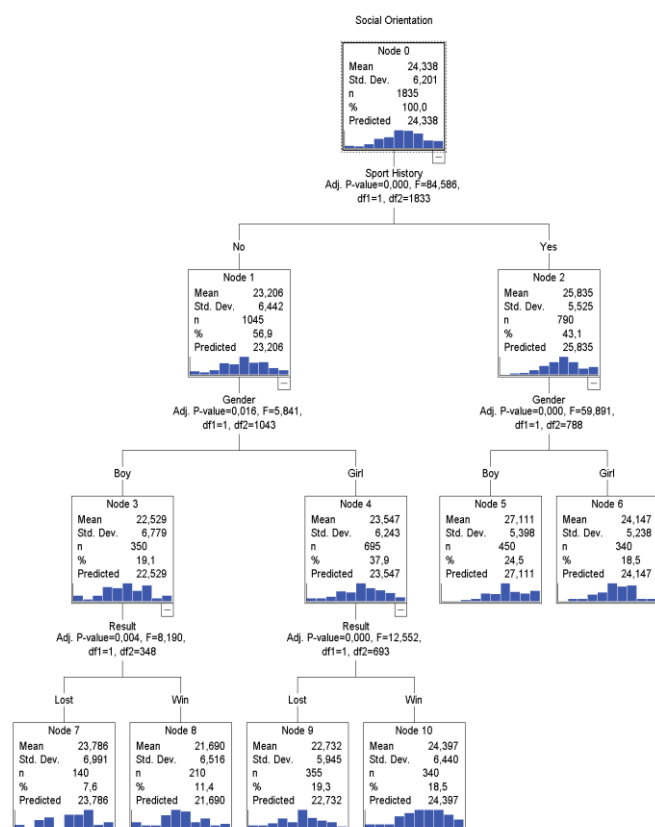 Social Orientation
Node 0
Mean 24,338
Std. Dev. 6,201
n 1835
% 100,0
Predicted 24,338
Sport History
Adj. P-value=0,000, F=84,586,
df1=1, df2=1833
No
Yes
Node 1
Mean 23,206
Std. Dev. 6,442
n 1045
% 56,9
Predicted 23,206
Node 2
Mean 25,835
Std. Dev. 5,525
n 790
% 43,1
Predicted 25,835
Gender
Adj. P-value=0,016, F=5,841,
df1=1, df2=1043
Gender
Adj. P-value=0,000, F=59,891,
df1=1, df2=788
Boy
Girl
Boy
Girl
Node 3
Mean 22,529
Std. Dev. 6,779
n 350
% 19,1
Predicted 22,529
Node 4
Mean 23,547
Std. Dev. 6,243
n 695
% 37,9
Predicted 23,547
Node 5
Mean 27,111
Std. Dev. 5,398
n 450
% 24,5
Predicted 27,111
Node 6
Mean 24,147
Std. Dev. 5,238
n 340
% 18,5
Predicted 24,147
Result
Adj. P-value=0,004, F=8,190,
df1=1, df2=348
Result
Adj. P-value=0,000, F=12,552,
df1=1, df2=693
Lost
Win
Lost
Win
Node 7
Mean 23,786
Std. Dev. 6,991
n 140
% 7,6
Predicted 23,786
Node 8
Mean 21,690
Std. Dev. 6,516
n 210
% 11,4
Predicted 21,690
Node 9
Mean 22,732
Std. Dev. 5,945
n 355
% 19,3
Predicted 22,732
Node 10
Mean 24,397
Std. Dev. 6,440
n 340
% 18,5
Predicted 24,397